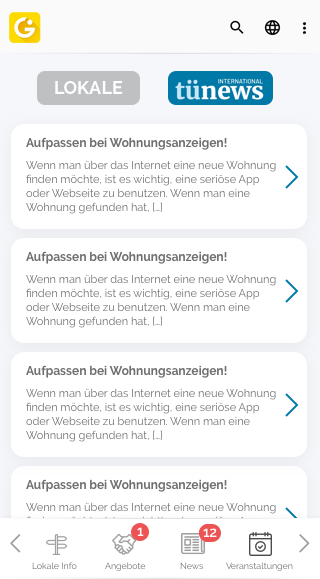 LOKALE
INTERNATIONAL
tünews
Aufpassen bei Wohnungsanzeigen!
Wenn man über das Internet eine neue Wohnung
finden möchte, ist es wichtig, eine seriöse App
oder Webseite zu benutzen. Wenn man eine
Wohnung gefunden hat, [...]
Aufpassen bei Wohnungsanzeigen!
Wenn man über das Internet eine neue Wohnung
finden möchte, ist es wichtig, eine seriöse App
oder Webseite zu benutzen. Wenn man eine
Wohnung gefunden hat, [...]
Aufpassen bei Wohnungsanzeigen!
Wenn man über das Internet eine neue Wohnung
finden möchte, ist es wichtig, eine seriöse App
oder Webseite zu benutzen. Wenn man eine
Wohnung gefunden hat, [...]
Aufpassen bei Wohnungsanzeigen!
Wenn man über das Internet eine neue Wohnung
1
12
Lokale Info
Angebote
News
Veranstaltungen